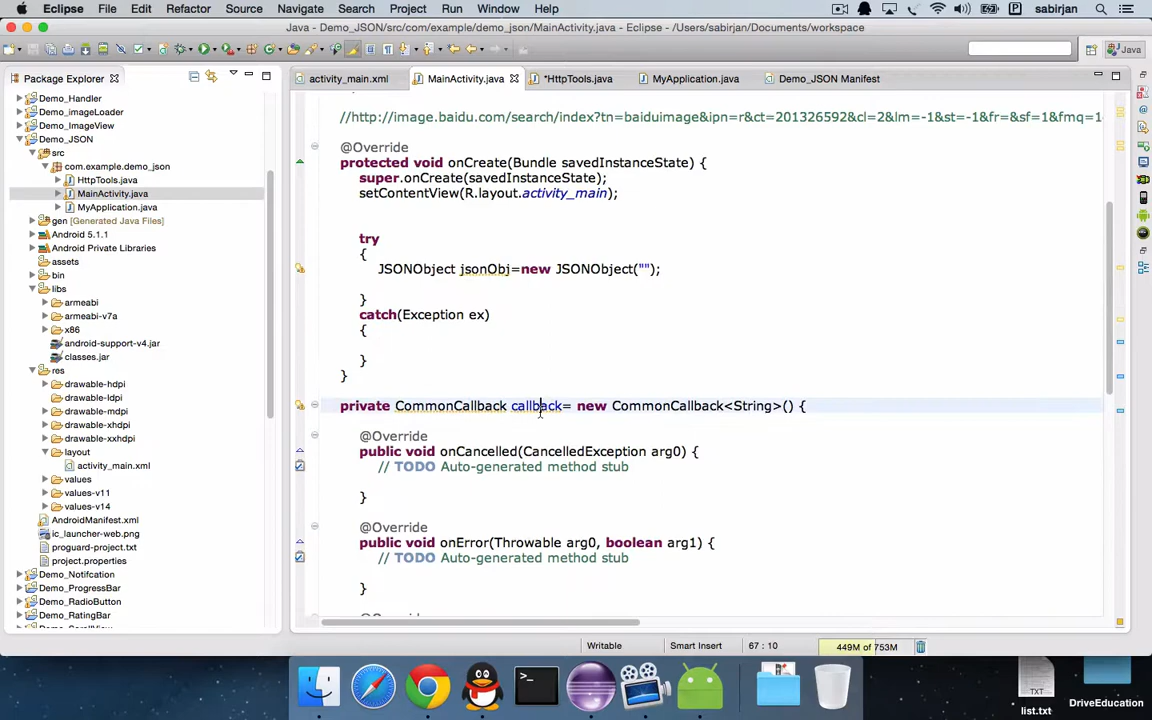 Eclipse File Edit Refactor Source Navigate Search Project Run Window Help sabirjan
Java - Demo_JSON/src/com/example/demo_json/MainActivity.java - Eclipse - /Users/sabirjan/Documents/workspace
Java
Package Explorer
activity_main.xml MainActivity.java *HttpTools.java MyApplication.java Demo_JSON Manifest
Demo_Handler
Demo_imageLoader
Demo_ImageView
Demo_JSON
src
com.example.demo_json
HttpTools.java
MainActivity.java
MyApplication.java
gen [Generated Java Files]
Android 5.1.1
Android Private Libraries
assets
bin
libs
armeabi
armeabi-v7a
x86
android-support-v4.jar
classes.jar
res
drawable-hdpi
drawable-ldpi
drawable-mdpi
drawable-xhdpi
drawable-xxhdpi
layout
activity_main.xml
values
values-v11
values-v14
AndroidManifest.xml
ic_launcher-web.png
proguard-project.txt
project.properties
Demo_Notifcation
Demo_ProgressBar
Demo_RadioButton
Demo_RatingBar
//http://image.baidu.com/search/index?tn=baiduimage&ipn=r&ct=201326592&cl=2&lm=-1&st=-1&fr=&sf=1&fmq=1
@Override
protected void onCreate(Bundle savedInstanceState) {
super.onCreate(savedInstanceState);
setContentView(R.layout.activity_main);
try
{
JSONObject jsonObj=new JSONObject("");
}
catch(Exception ex)
{
}
}
private CommonCallback callback= new CommonCallback<String>() {
@Override
public void onCancelled(CancelledException arg0) {
// TODO Auto-generated method stub
}
@Override
public void onError(Throwable arg0, boolean arg1) {
// TODO Auto-generated method stub
}
Writable Smart Insert 67 : 10 449M of 753M
TXT
list.txt
DriveEducation